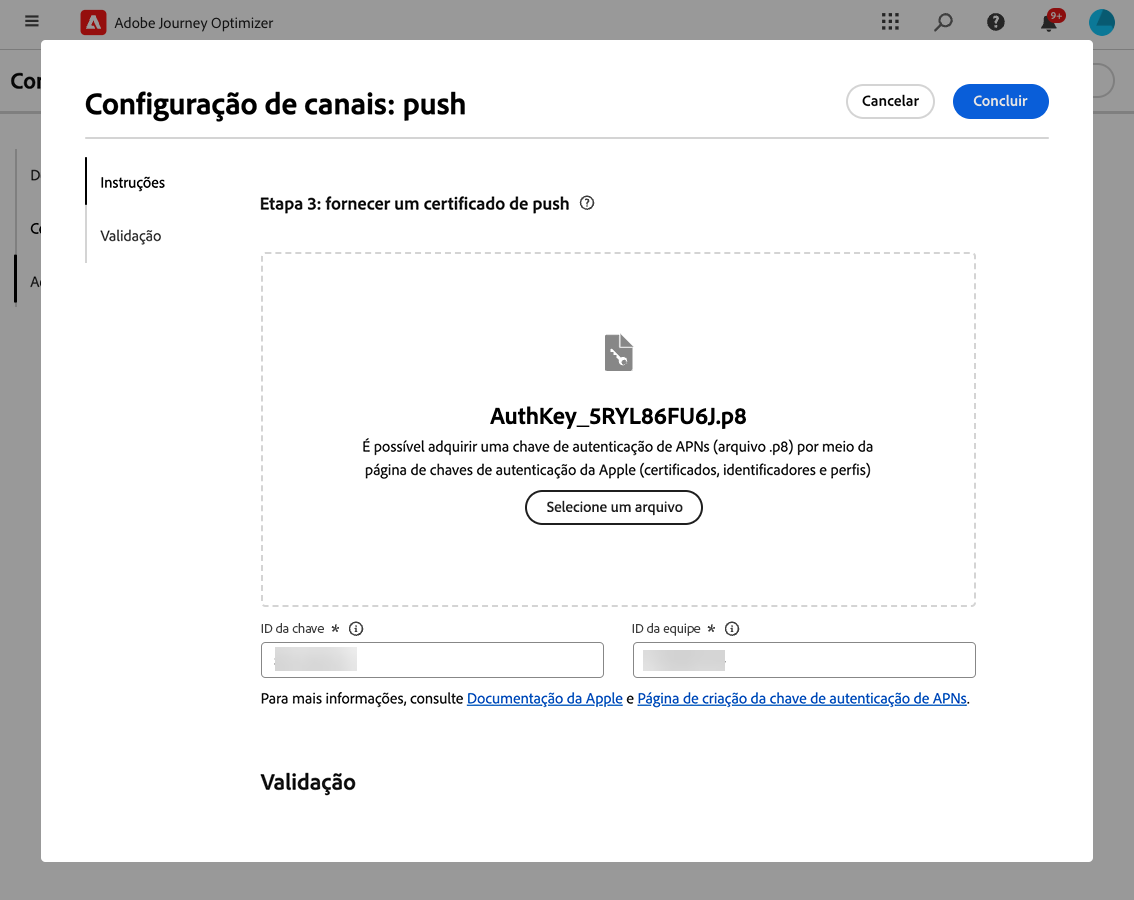 Adobe Journey Optimizer
9+
Con
Configuração de canais: push
Cancelar
Concluir
Instruções
Validação
Etapa 3: fornecer um certificado de push
AuthKey_5RYL86FU6J.p8
É possível adquirir uma chave de autenticação de APNs (arquivo .p8) por meio da
página de chaves de autenticação da Apple (certificados, identificadores e perfis)
Selecione um arquivo
ID da chave *
ID da equipe *
Para mais informações, consulte Documentação da Apple e Página de criação da chave de autenticação de APNs.
Validação